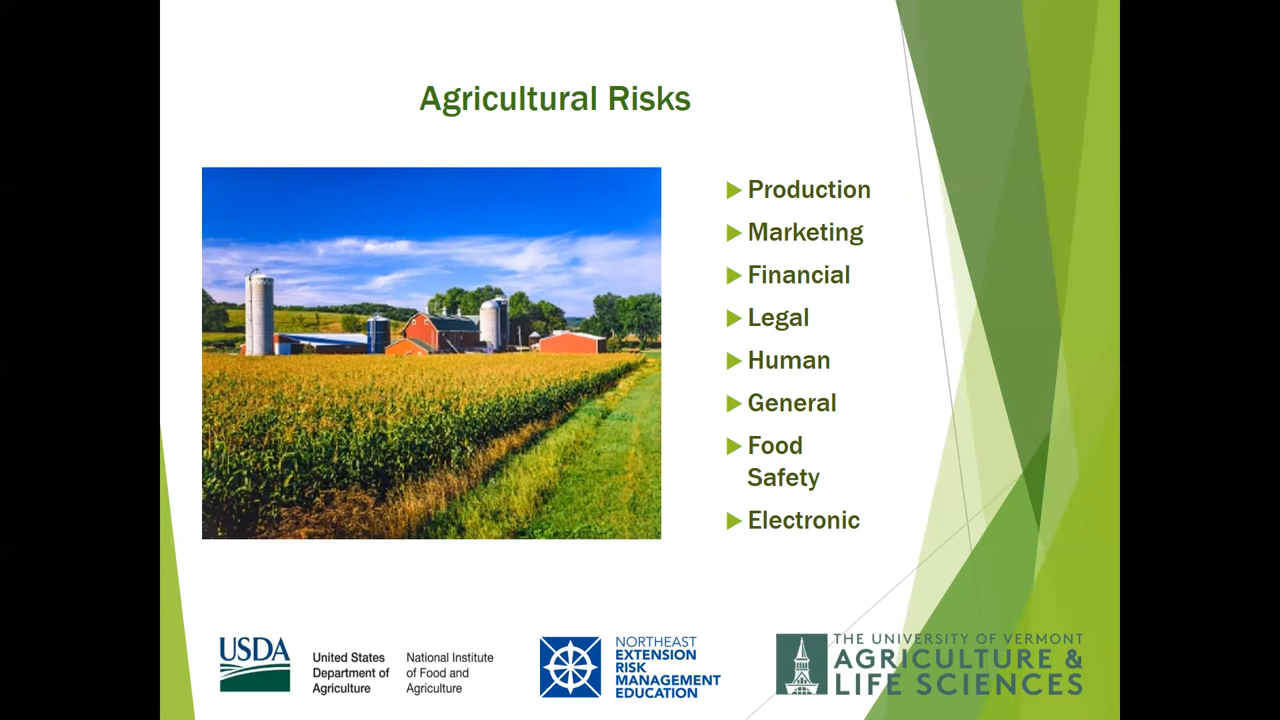 Agricultural Risks
Production
Marketing
Financial
Legal
Human
General
Food
Safety
Electronic
USDA
United States
Department of
Agriculture
National Institute
of Food and
Agriculture
NORTHEAST
EXTENSION
RISK
MANAGEMENT
EDUCATION
THE UNIVERSITY OF VERMONT
AGRICULTURE &
LIFE SCIENCES